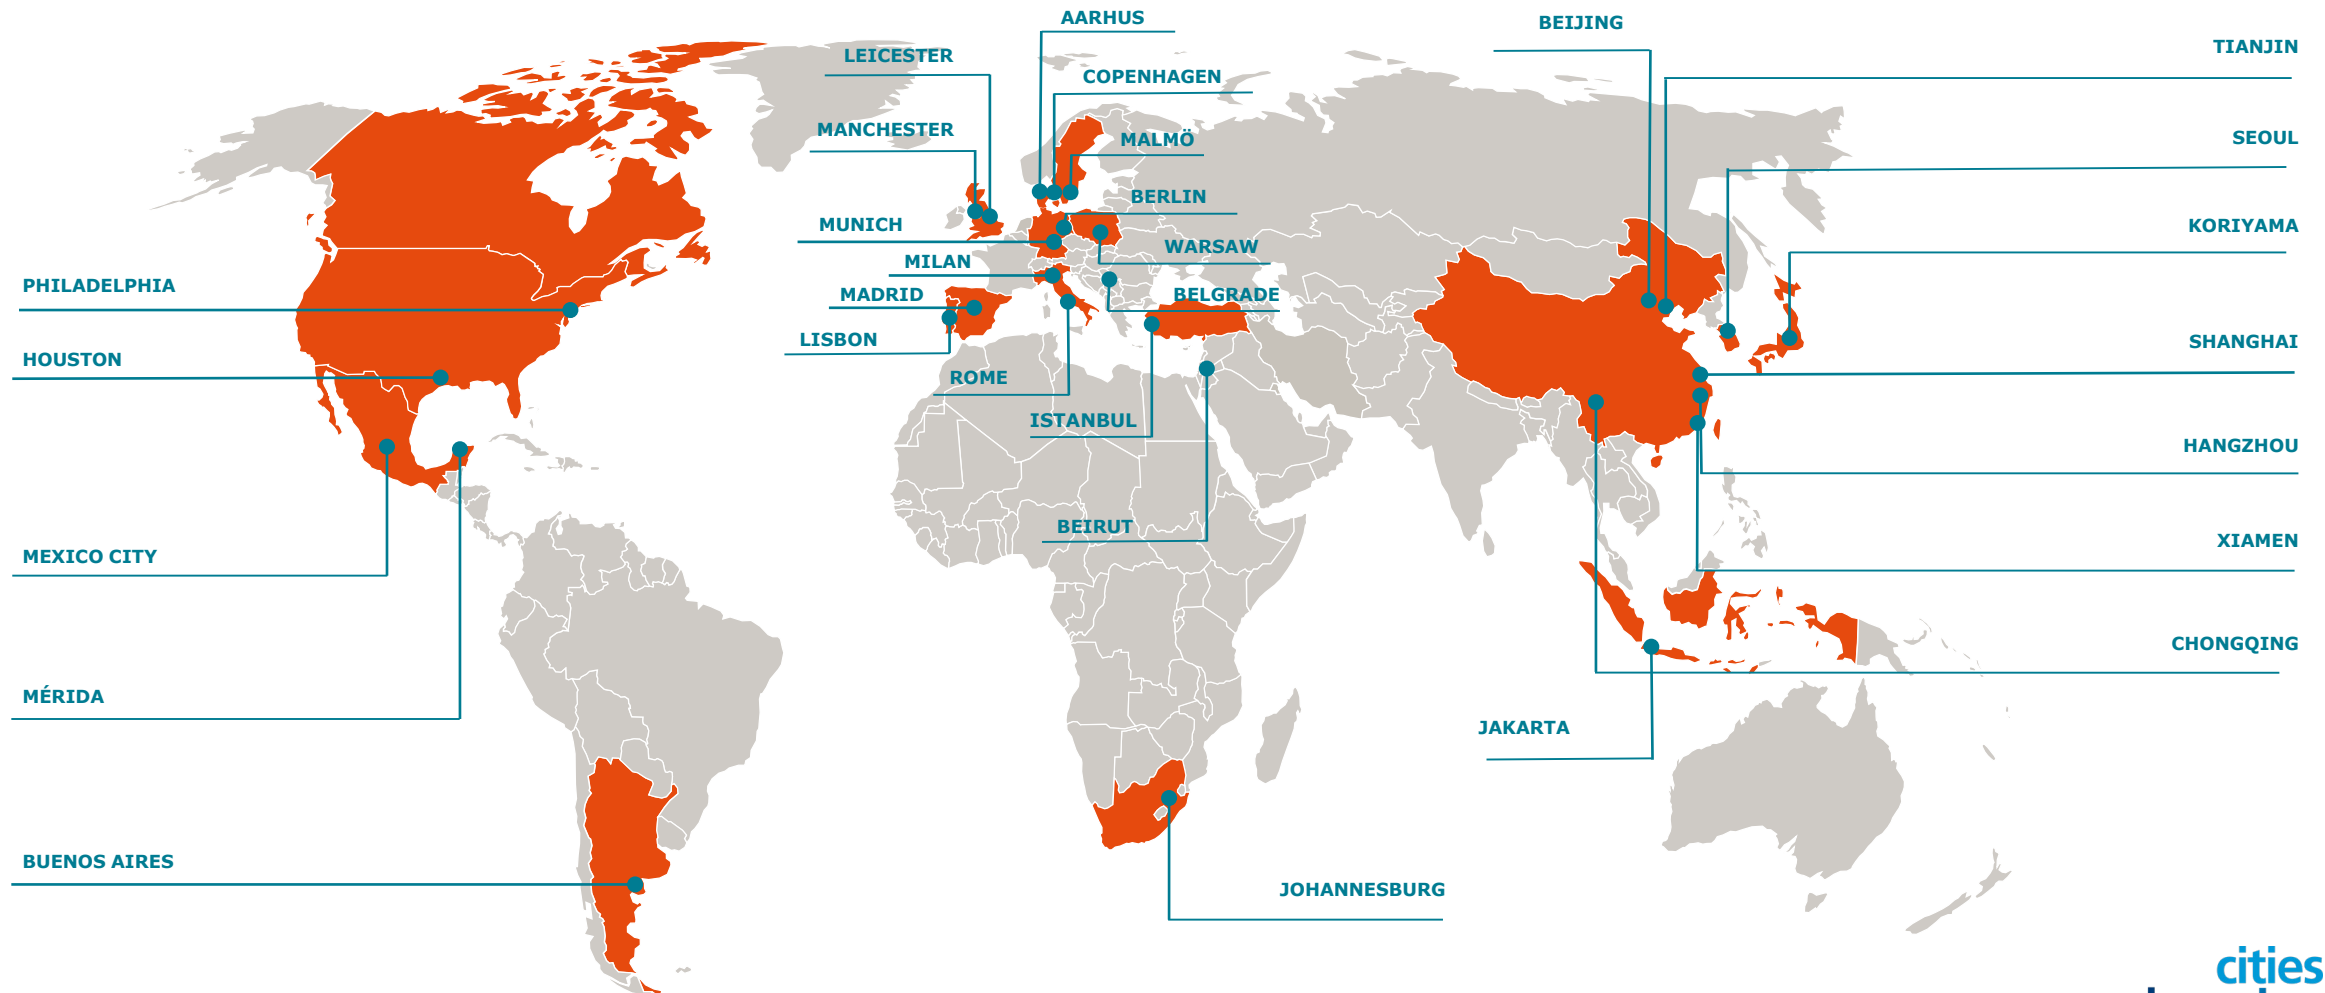 AARHUS
BEIJING
TIANJIN
LEICESTER
COPENHAGEN
MANCHESTER
MALMÖ
SEOUL
BERLIN
MUNICH
KORIYAMA
WARSAW
MILAN
PHILADELPHIA
MADRID
BELGRADE
LISBON
SHANGHAI
HOUSTON
ROME
ISTANBUL
HANGZHOU
BEIRUT
XIAMEN
MEXICO CITY
CHONGQING
MÉRIDA
JAKARTA
BUENOS AIRES
JOHANNESBURG
cities